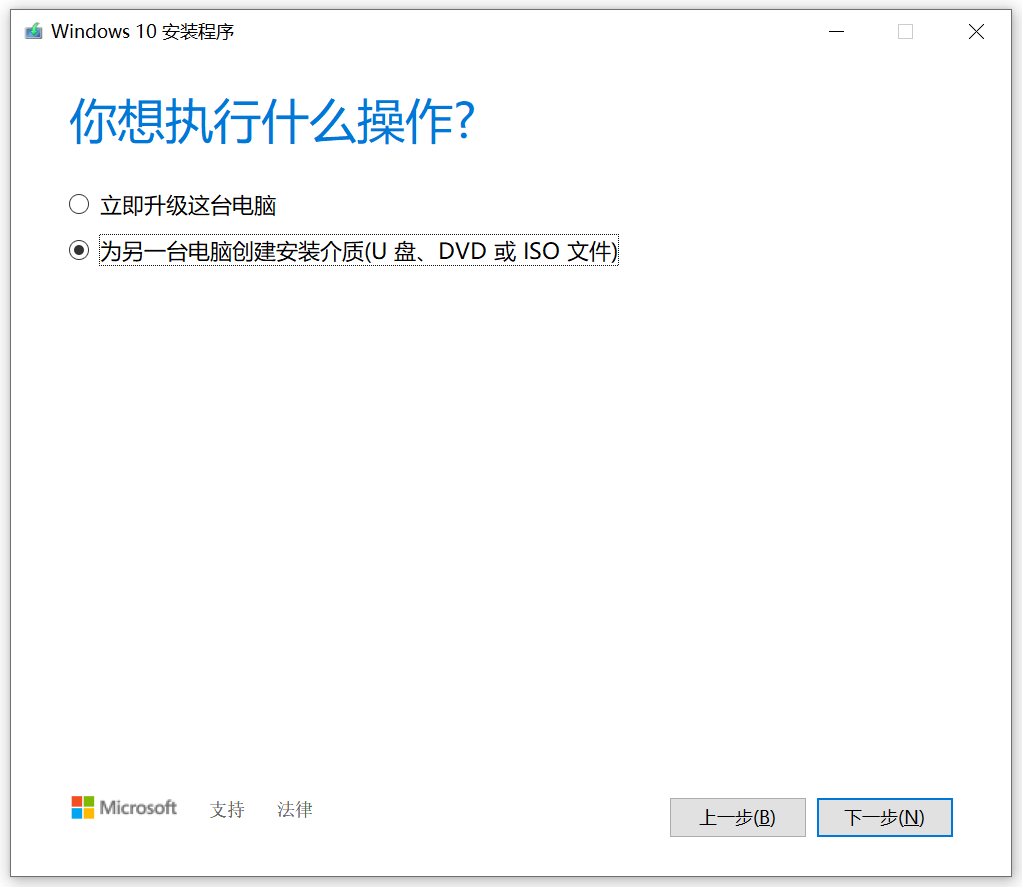 Windows 10 安装程序
你想执行什么操作?
立即升级这台电脑
为另一台电脑创建安装介质(U 盘、DVD 或 ISO 文件)
Microsoft 支持 法律 上一步(B) 下一步(N)